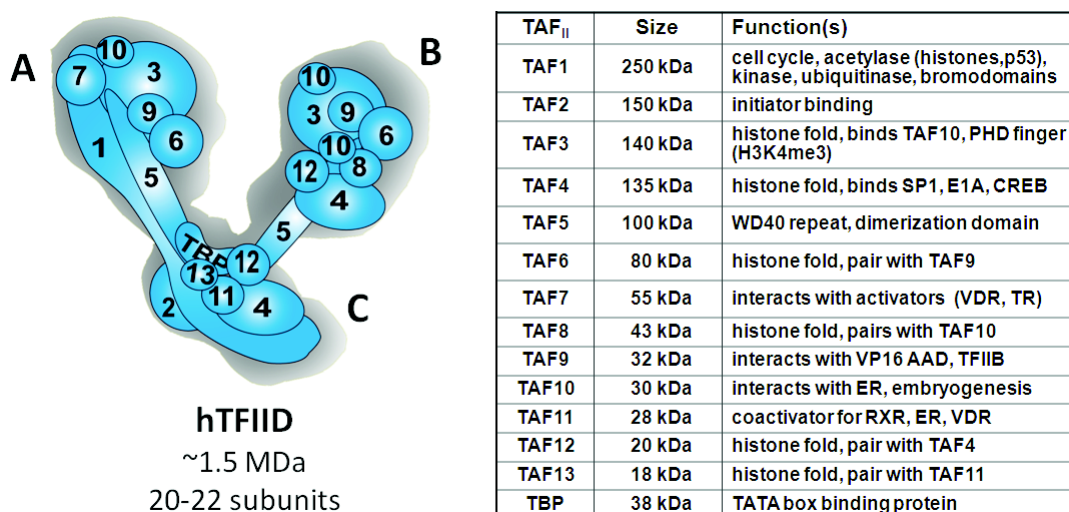 A
10
7
3
9
6
1
5
B
10
3
9
6
10
12
8
4
5
TBP
12
13
11
2
4
C
hTFIID
~1.5 MDa
20-22 subunits
TAFII Size Function(s)
TAF1 250 kDa cell cycle, acetylase (histones,p53),
kinase, ubiquitinase, bromodomains
TAF2 150 kDa initiator binding
TAF3 140 kDa histone fold, binds TAF10, PHD finger
(H3K4me3)
TAF4 135 kDa histone fold, binds SP1, E1A, CREB
TAF5 100 kDa WD40 repeat, dimerization domain
TAF6 80 kDa histone fold, pair with TAF9
TAF7 55 kDa interacts with activators (VDR, TR)
TAF8 43 kDa histone fold, pairs with TAF10
TAF9 32 kDa interacts with VP16 AAD, TFIIB
TAF10 30 kDa interacts with ER, embryogenesis
TAF11 28 kDa coactivator for RXR, ER, VDR
TAF12 20 kDa histone fold, pair with TAF4
TAF13 18 kDa histone fold, pair with TAF11
TBP 38 kDa TATA box binding protein